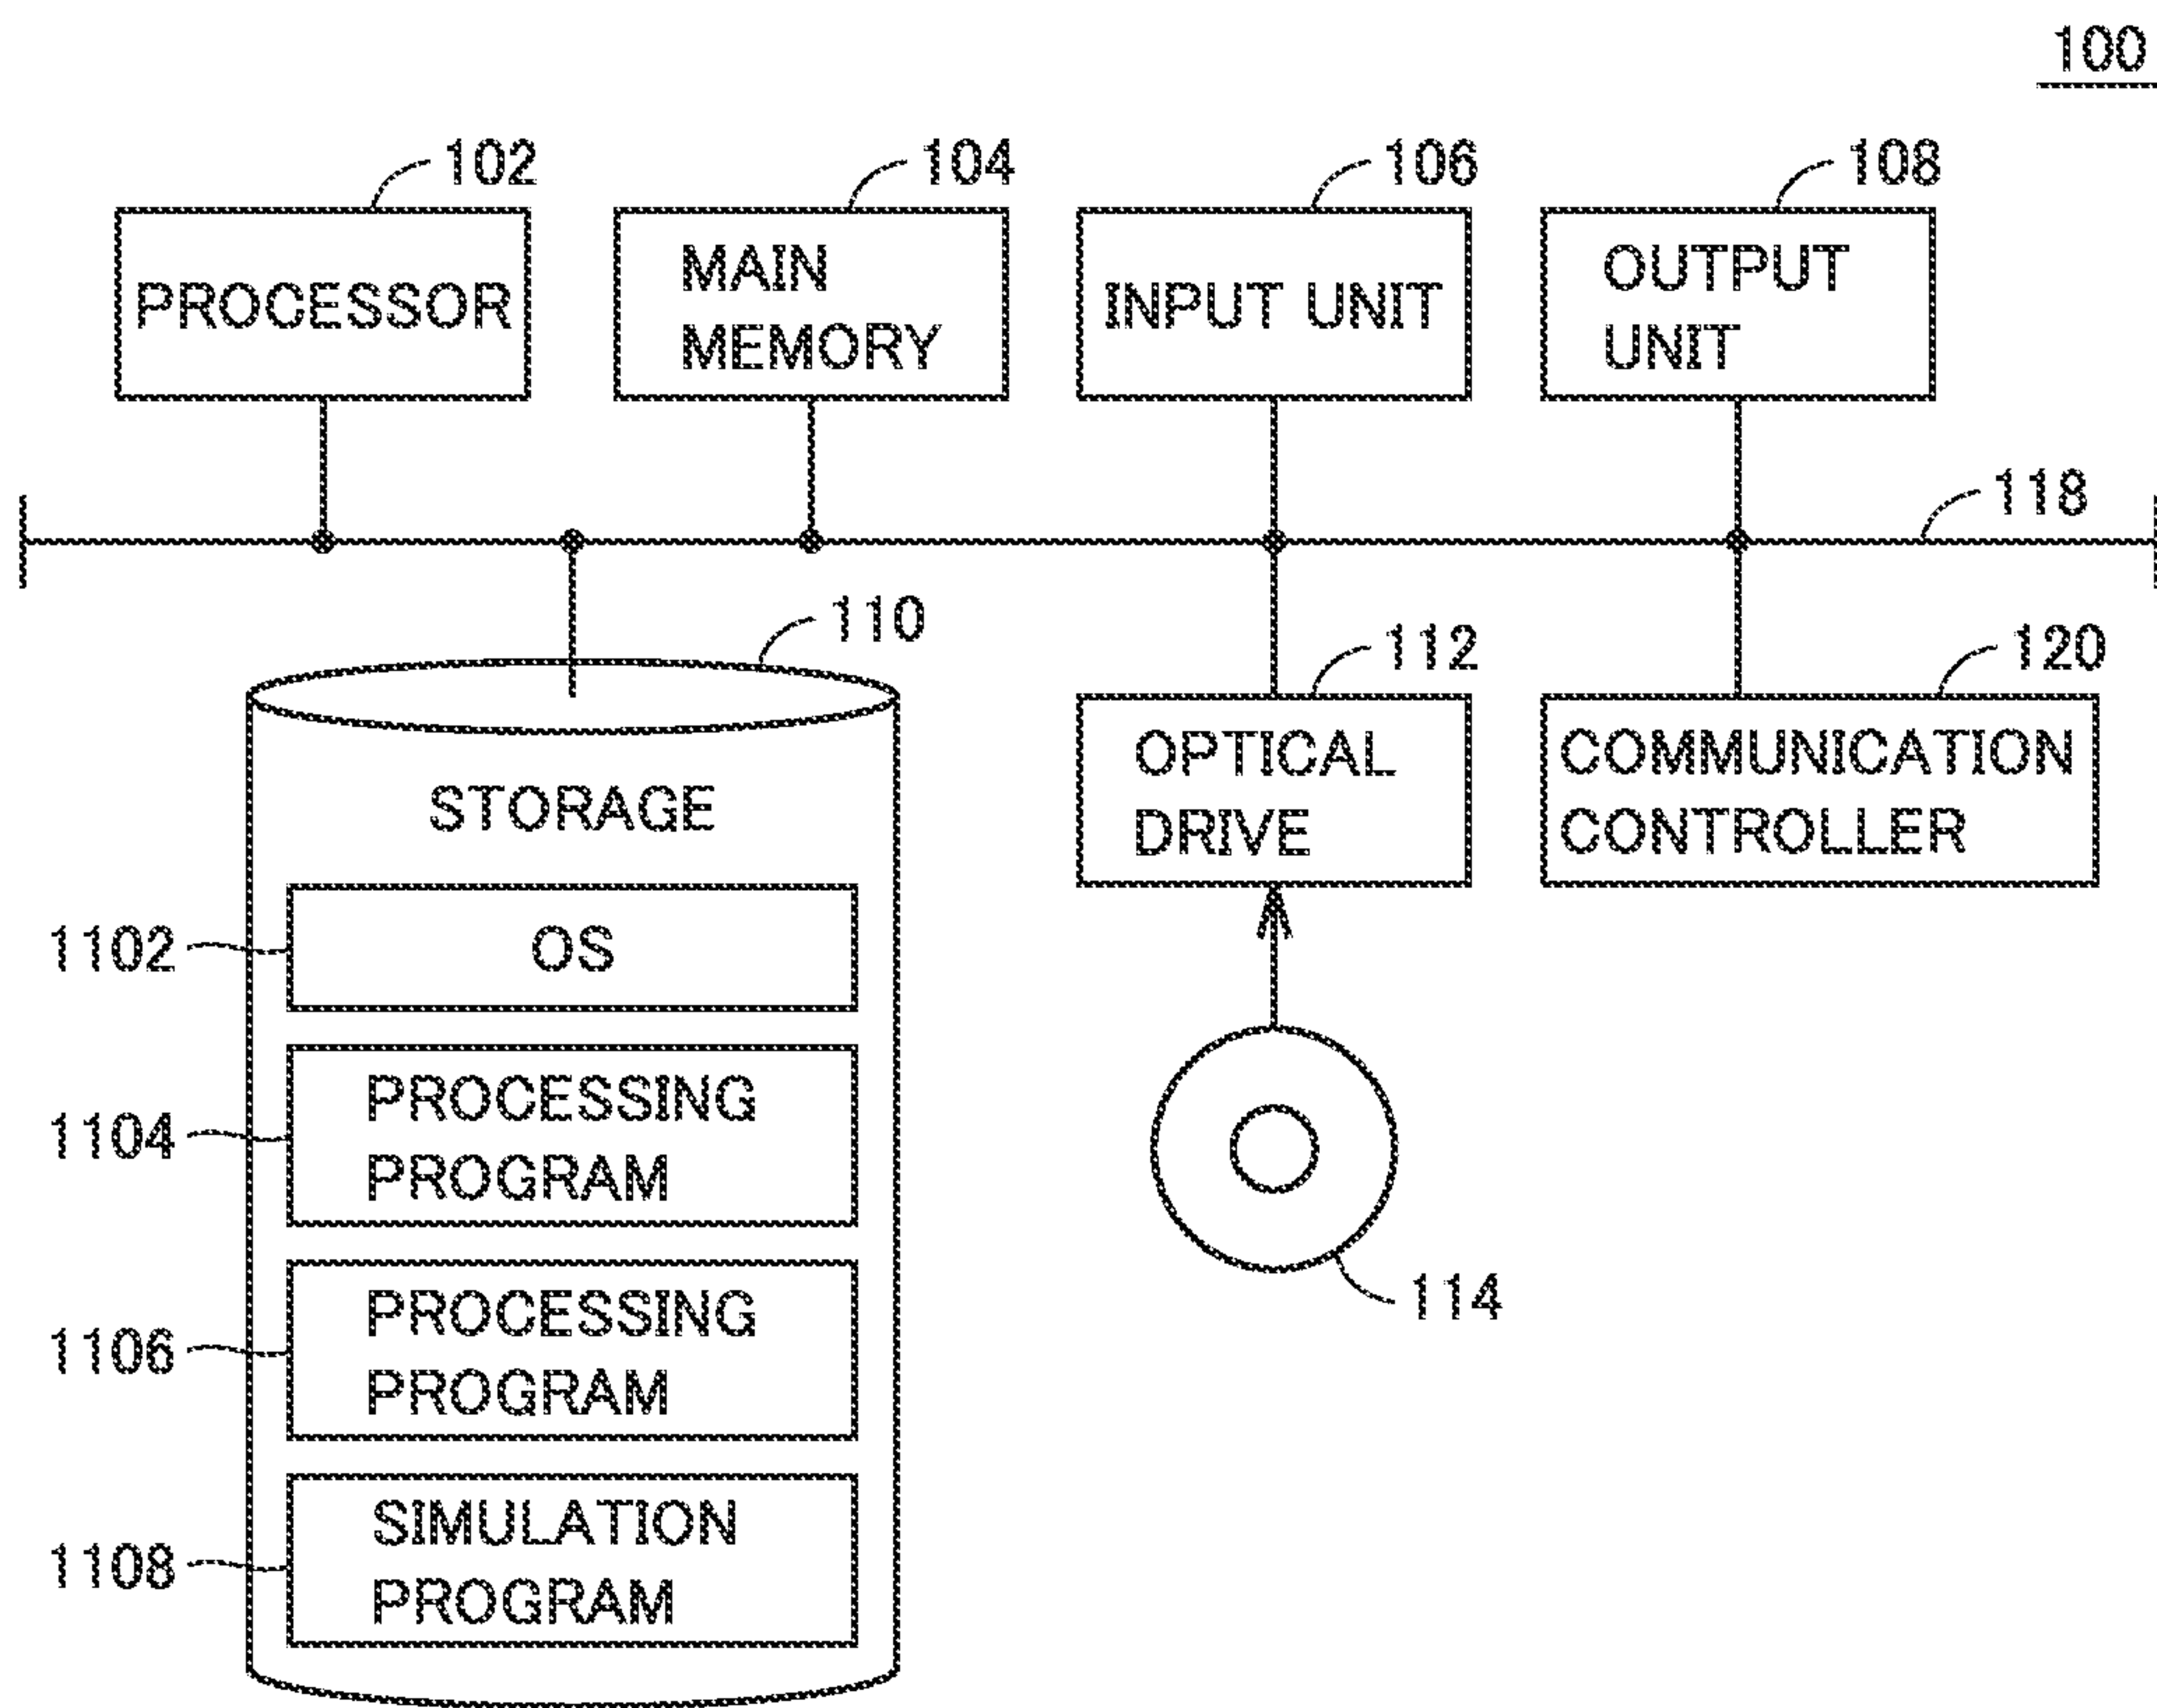 100
102
104
106
108
PROCESSOR
MAIN
MEMORY
INPUT UNIT
OUTPUT
UNIT
118
110
112
120
STORAGE
OPTICAL
DRIVE
COMMUNICATION
CONTROLLER
1102
OS
1104
PROCESSING
PROGRAM
114
1106
PROCESSING
PROGRAM
1108
SIMULATION
PROGRAM